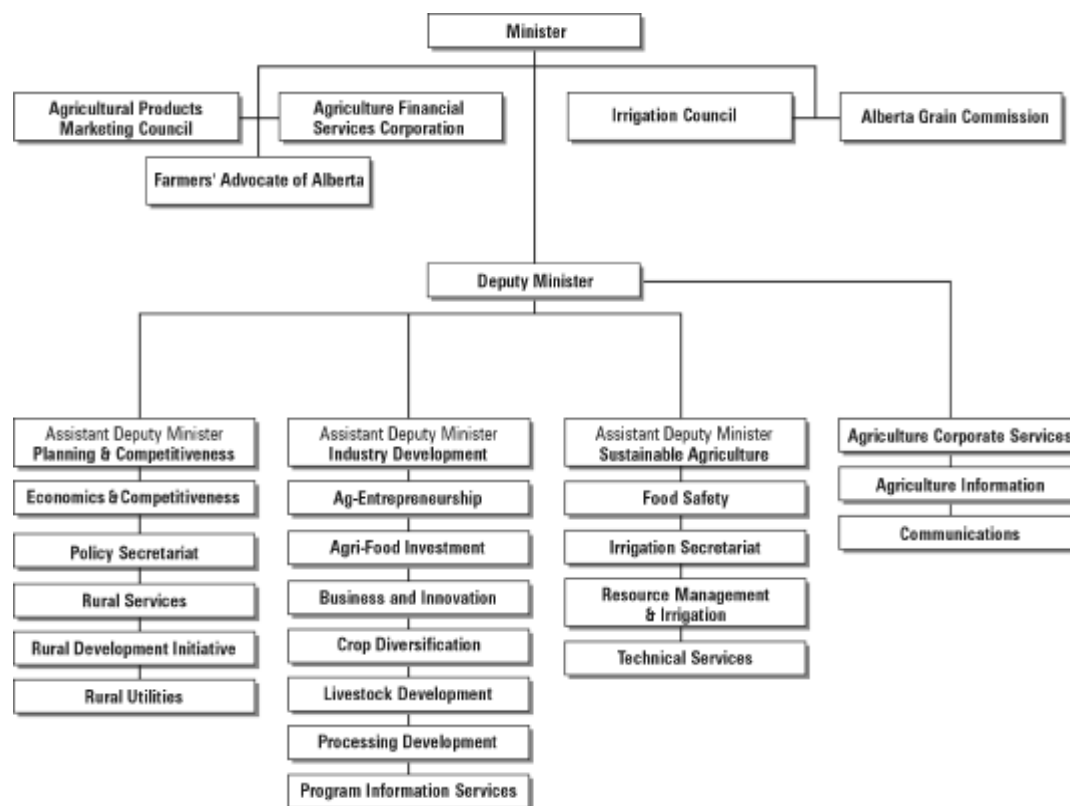 Minister
Agricultural Products
Marketing Council
Agriculture Financial
Services Corporation
Irrigation Council
Alberta Grain Commission
Farmers' Advocate of Alberta
Deputy Minister
Assistant Deputy Minister
Planning & Competitiveness
Economics & Competitiveness
Policy Secretariat
Rural Services
Rural Development Initiative
Rural Utilities
Assistant Deputy Minister
Industry Development
Ag-Entrepreneurship
Agri-Food Investment
Business and Innovation
Crop Diversification
Livestock Development
Processing Development
Program Information Services
Assistant Deputy Minister
Sustainable Agriculture
Food Safety
Irrigation Secretariat
Resource Management
& Irrigation
Technical Services
Agriculture Corporate Services
Agriculture Information
Communications